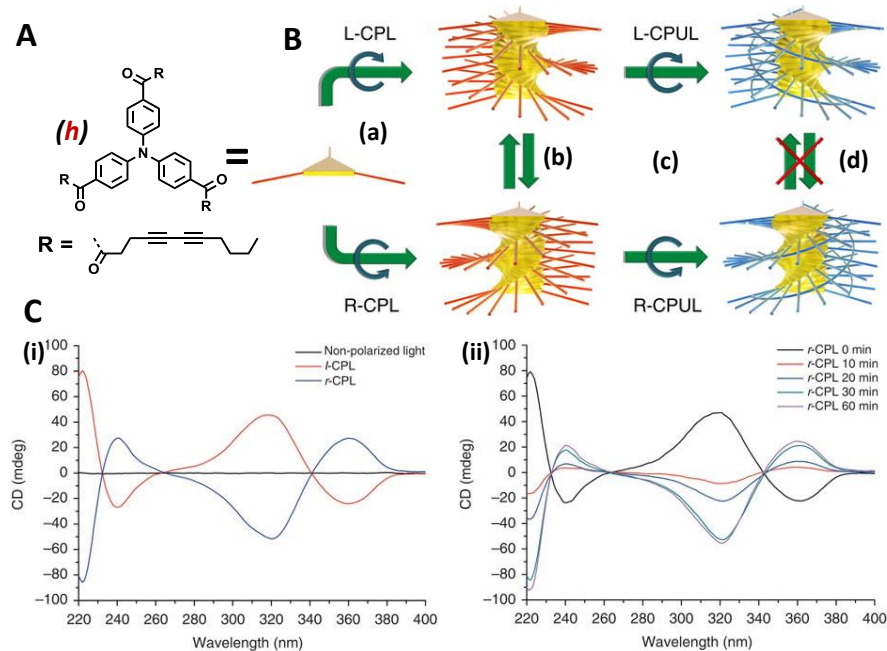 A
(h)
C
O
R
N
R
C
O
C
O
R
=
R =
O
B
L-CPL
L-CPUL
(a)
(b)
(c)
(d)
R-CPL
R-CPUL
C
(i)
Non-polarized light
l-CPL
r-CPL
100
80
60
40
20
0
−20
−40
−60
−80
−100
CD (mdeg)
220 240 260 280 300 320 340 360 380 400
Wavelength (nm)
(ii)
r-CPL 0 min
r-CPL 10 min
r-CPL 20 min
r-CPL 30 min
r-CPL 60 min
100
80
60
40
20
0
−20
−40
−60
−80
−100
CD (mdeg)
220 240 260 280 300 320 340 360 380 400
Wavelength (nm)